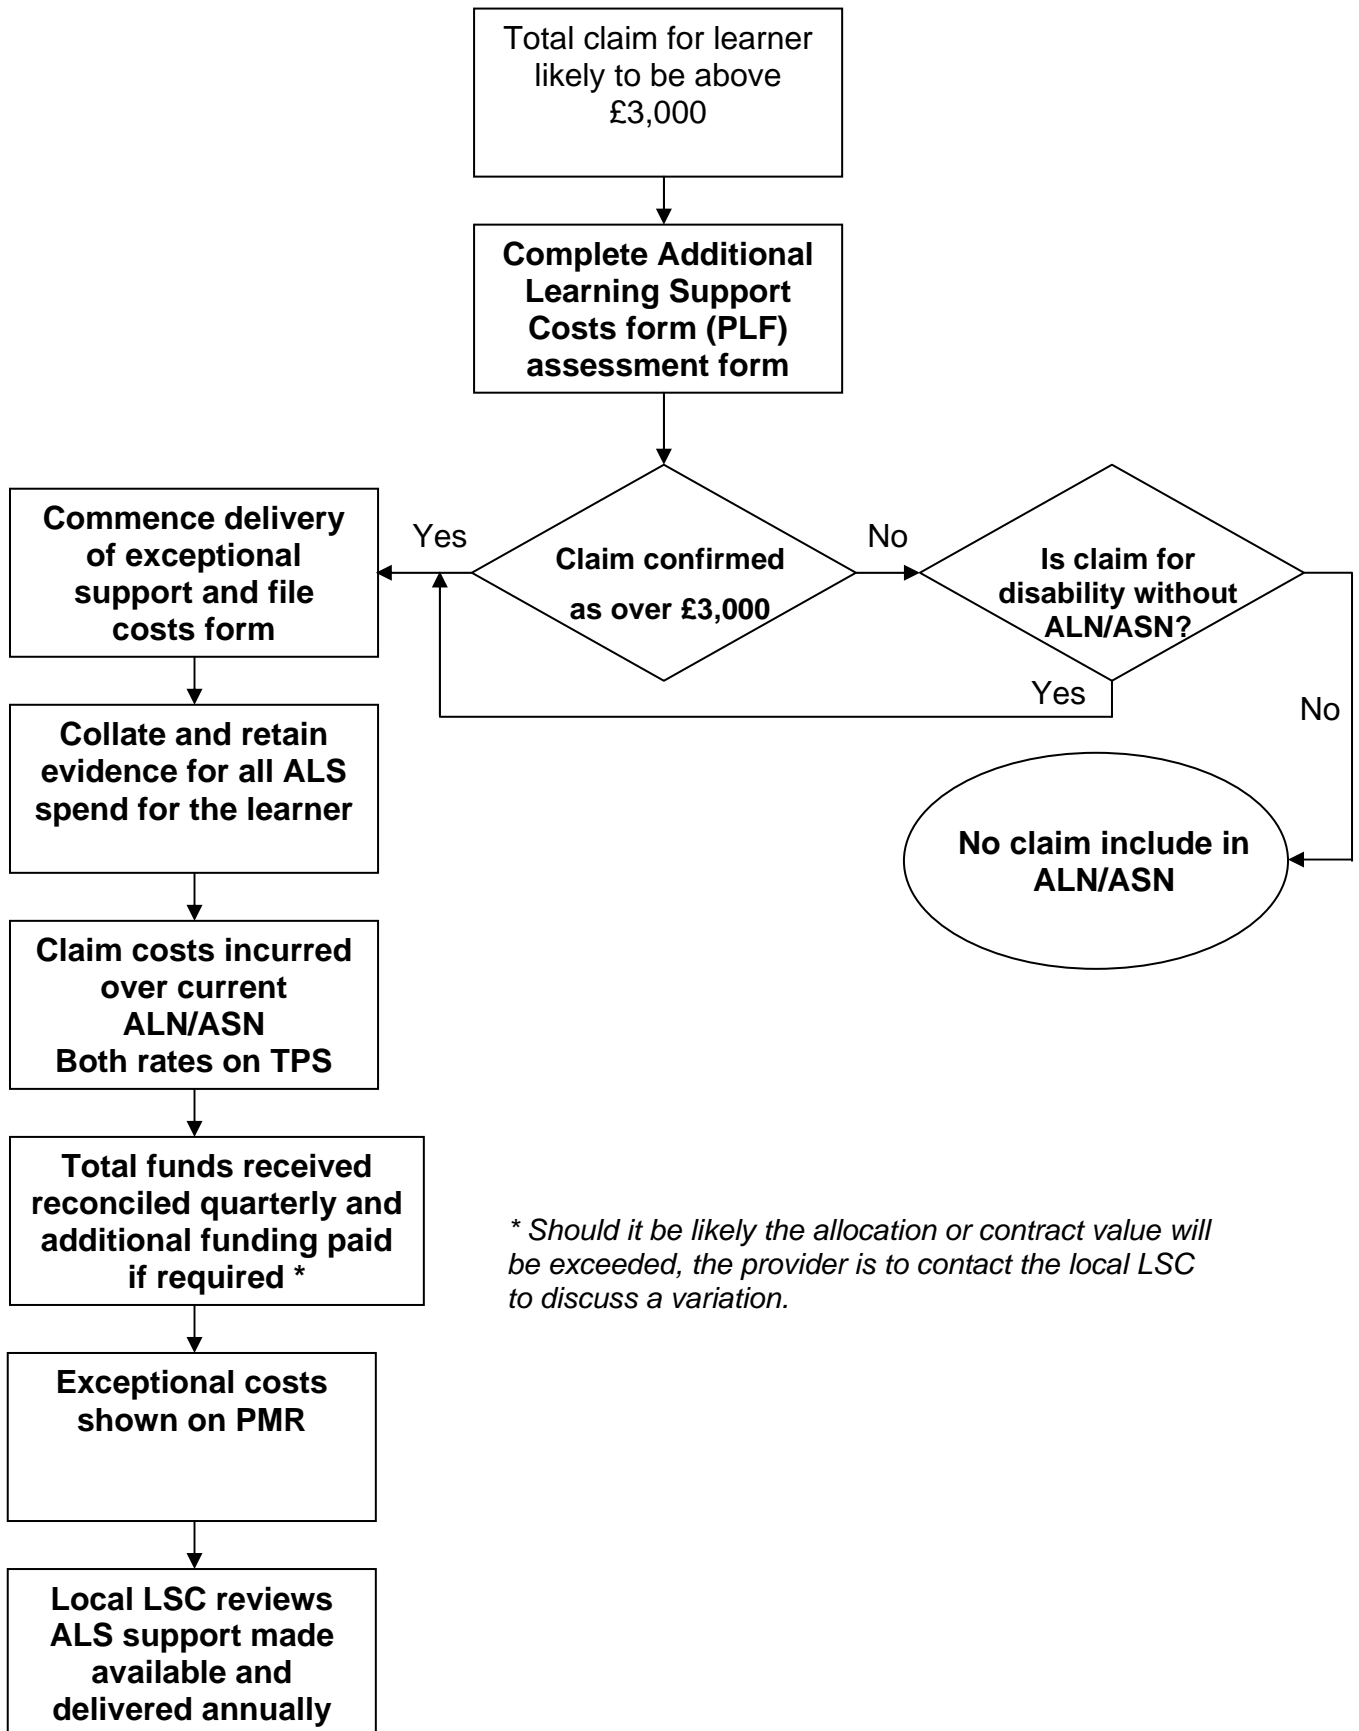 Total claim for learner
likely to be above
£3,000
Complete Additional
Learning Support
Costs form (PLF)
assessment form
Commence delivery
of exceptional
support and file
costs form
Yes
Claim confirmed
as over £3,000
No
Is claim for
disability without
ALN/ASN?
Yes
No
Collate and retain
evidence for all ALS
spend for the learner
No claim include in
ALN/ASN
Claim costs incurred
over current
ALN/ASN
Both rates on TPS
Total funds received
reconciled quarterly and
additional funding paid
if required *
* Should it be likely the allocation or contract value will
be exceeded, the provider is to contact the local LSC
to discuss a variation.
Exceptional costs
shown on PMR
Local LSC reviews
ALS support made
available and
delivered annually